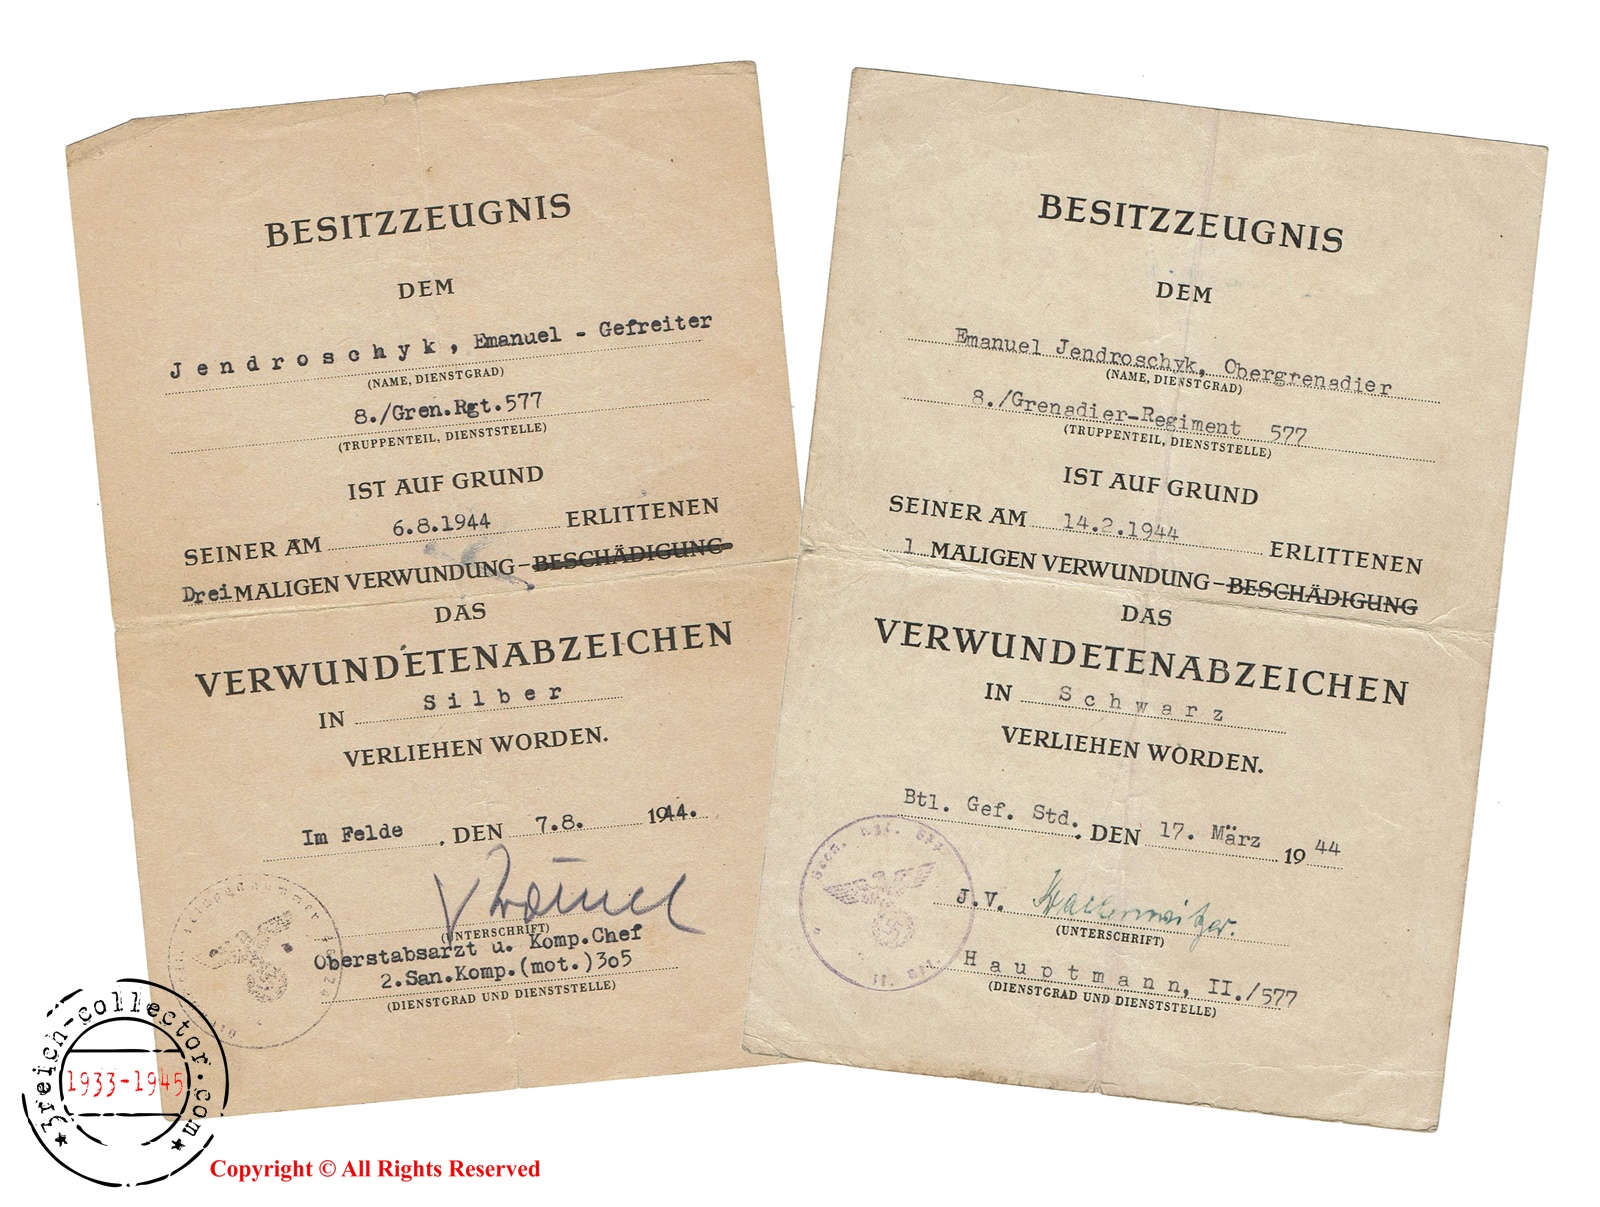 BESITZZEUGNIS
DEM
Jendroschyk, Emanuel - Gefreiter
(NAME, DIENSTGRAD)
8./Gren.Rgt.577
(TRUPPENTEIL, DIENSTSTELLE)
IST AUF GRUND
SEINER AM 6.8.1944 ERLITTENEN
Drei MALIGEN VERWUNDUNG – BESCHÄDIGUNG
DAS
VERWUNDETENABZEICHEN
IN Silber
VERLIEHEN WORDEN.
Im Felde, DEN 7.8. 1944.
(UNTERSCHRIFT)
Oberstabsarzt u. Komp.Chef
2.San.Komp.(mot.)305
(DIENSTGRAD UND DIENSTSTELLE)
BESITZZEUGNIS
DEM
Emanuel Jendroschyk, Obergrenadier
(NAME, DIENSTGRAD)
8./Grenadier-Regiment 577
(TRUPPENTEIL, DIENSTSTELLE)
IST AUF GRUND
SEINER AM 14.2.1944 ERLITTENEN
1 MALIGEN VERWUNDUNG – BESCHÄDIGUNG
DAS
VERWUNDETENABZEICHEN
IN Schwarz
VERLIEHEN WORDEN.
Btl. Gef. Std., DEN 17. März 1944
J.V.
(UNTERSCHRIFT)
Hauptmann, II./577
(DIENSTGRAD UND DIENSTSTELLE)
3reich-collector.com
1933-1945
Copyright © All Rights Reserved